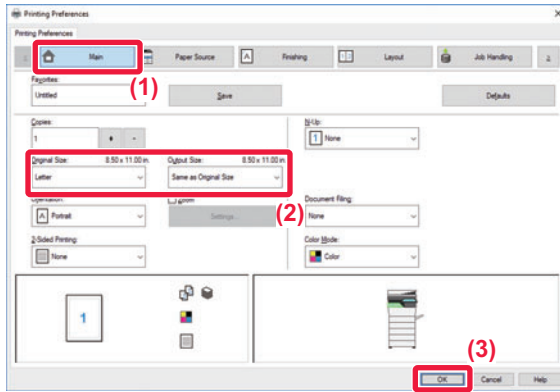 Printing Preferences
Printing Preferences
Main
Paper Source
Finishing
Layout
Job Handling
(1)
Favorites:
Untitled
Save
Defaults
Copies:
1
+ -
N-Up:
1 None
Original Size: 8.50 x 11.00 in.
Output Size: 8.50 x 11.00 in.
Letter
Same as Original Size
(2)
Orientation:
Zoom
Document Filing:
A Portrait
Settings...
None
2-Sided Printing:
Color Mode:
None
Color
1
(3)
OK Cancel Help